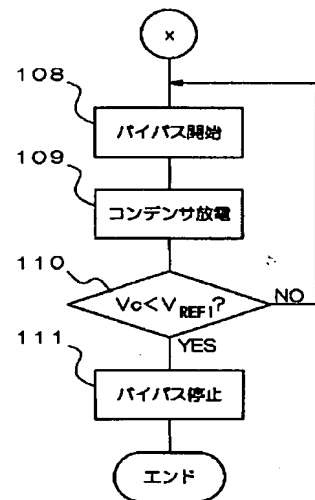 x
108
バイパス開始
109
コンデンサ放電
110
Vc<VREF1?
NO
YES
111
バイパス停止
エンド